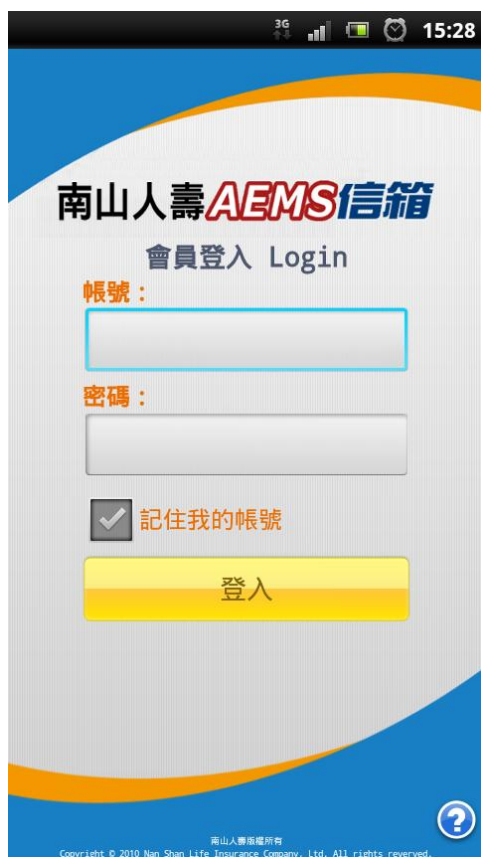 3G 15:28
南山人壽AEMS信箱
會員登入 Login
帳號：
密碼：
記住我的帳號
登入
?
南山人壽版權所有
Copyright © 2010 Nan Shan Life Insurance Company, Ltd. All rights reserved.